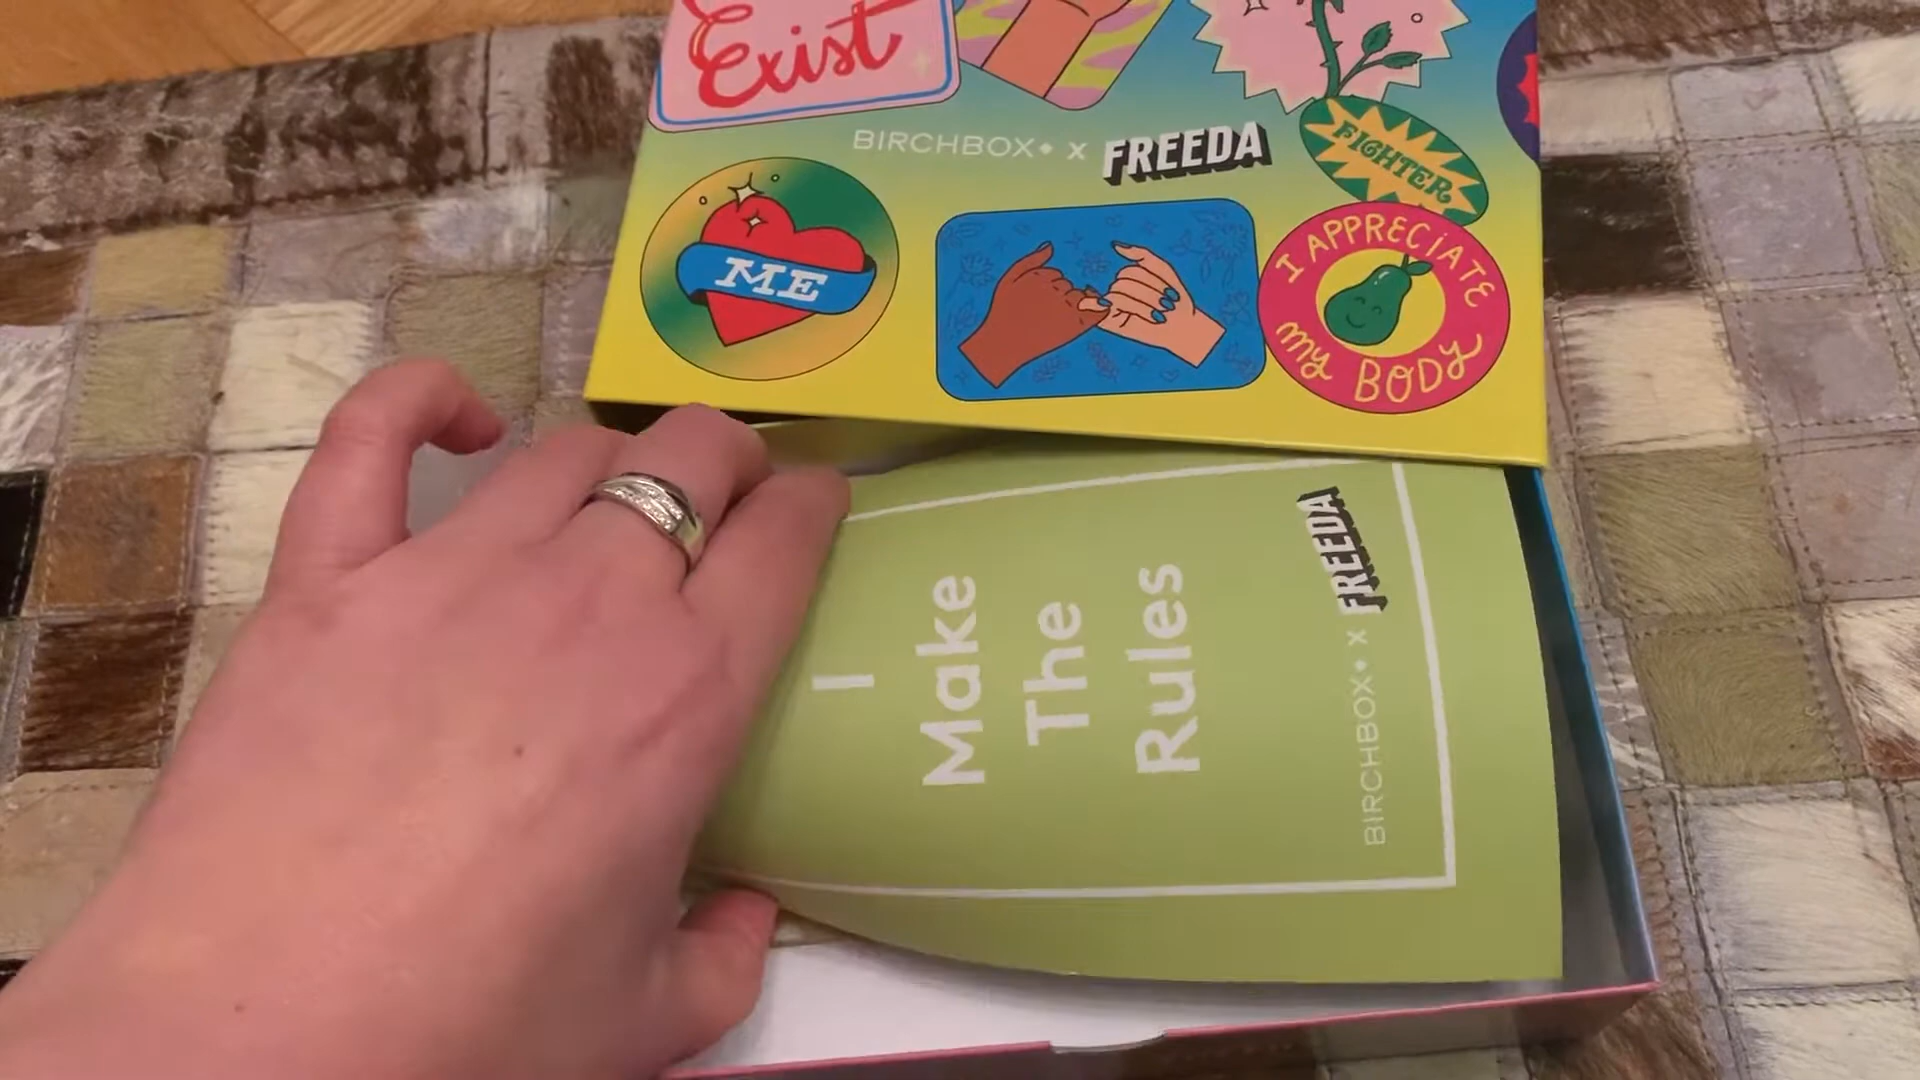 Exist
BIRCHBOX x FREEDA
FIGHTER
ME
I APPRECIATE
my BODY
I
Make
The
Rules
BIRCHBOX x FREEDA